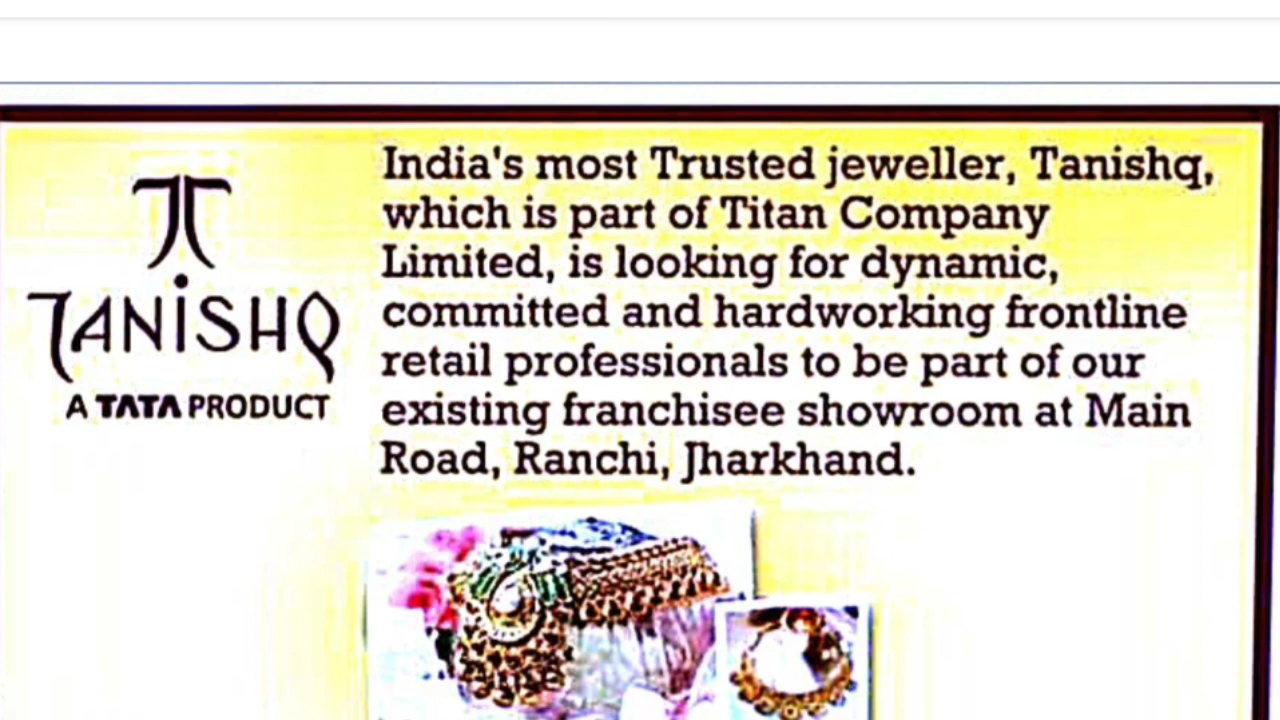 TANiSHQ
A TATA PRODUCT
India's most Trusted jeweller, Tanishq,
which is part of Titan Company
Limited, is looking for dynamic,
committed and hardworking frontline
retail professionals to be part of our
existing franchisee showroom at Main
Road, Ranchi, Jharkhand.